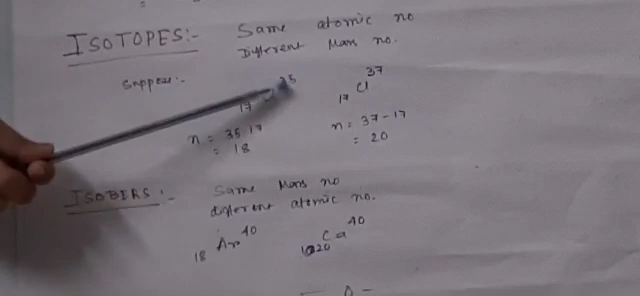 ISOTOPES:- Same atomic no
Different Mass no.
Suppose:-
17 35 17 Cl 37
n = 35 17 n = 37-17
= 18 = 20
ISOBERS:- Same Mass no
different atomic no.
18 Ar 40 20 Ca 40